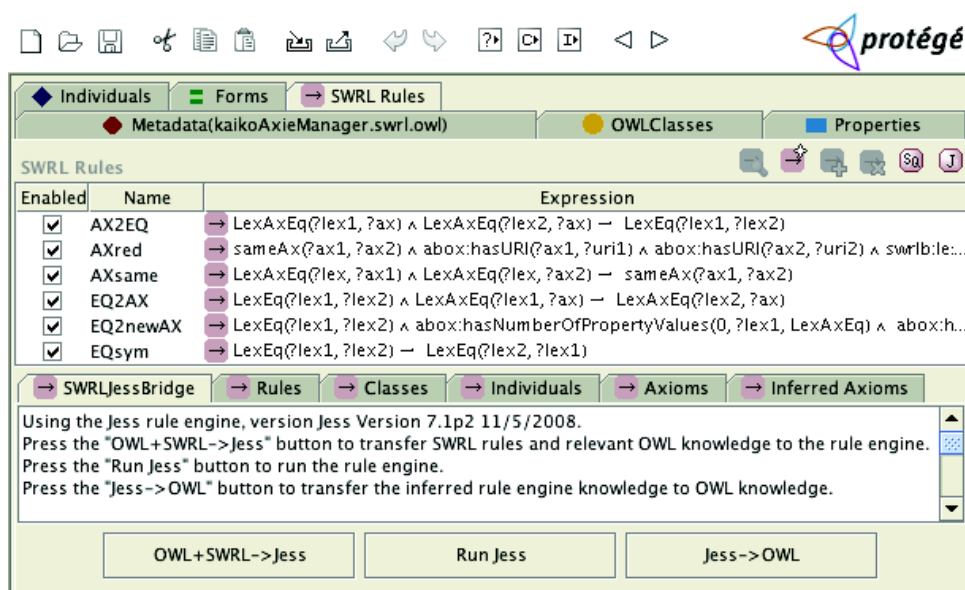 protégé
Individuals Forms SWRL Rules
Metadata(kaikoAxieManager.swrl.owl) OWLClasses Properties
SWRL Rules
Enabled Name Expression
AX2EQ LexAxEq(?lex1, ?ax) ∧ LexAxEq(?lex2, ?ax) → LexEq(?lex1, ?lex2)
AXred sameAx(?ax1, ?ax2) ∧ abox:hasURI(?ax1, ?uri1) ∧ abox:hasURI(?ax2, ?uri2) ∧ swrlb:le...
AXsame LexAxEq(?lex, ?ax1) ∧ LexAxEq(?lex, ?ax2) → sameAx(?ax1, ?ax2)
EQ2AX LexEq(?lex1, ?lex2) ∧ LexAxEq(?lex1, ?ax) → LexAxEq(?lex2, ?ax)
EQ2newAX LexEq(?lex1, ?lex2) ∧ abox:hasNumberOfPropertyValues(0, ?lex1, LexAxEq) ∧ abox:h...
EQsym LexEq(?lex1, ?lex2) → LexEq(?lex2, ?lex1)
SWRLJessBridge Rules Classes Individuals Axioms Inferred Axioms
Using the Jess rule engine, version Jess Version 7.1p2 11/5/2008.
Press the "OWL+SWRL->Jess" button to transfer SWRL rules and relevant OWL knowledge to the rule engine.
Press the "Run Jess" button to run the rule engine.
Press the "Jess->OWL" button to transfer the inferred rule engine knowledge to OWL knowledge.
OWL+SWRL->Jess Run Jess Jess->OWL